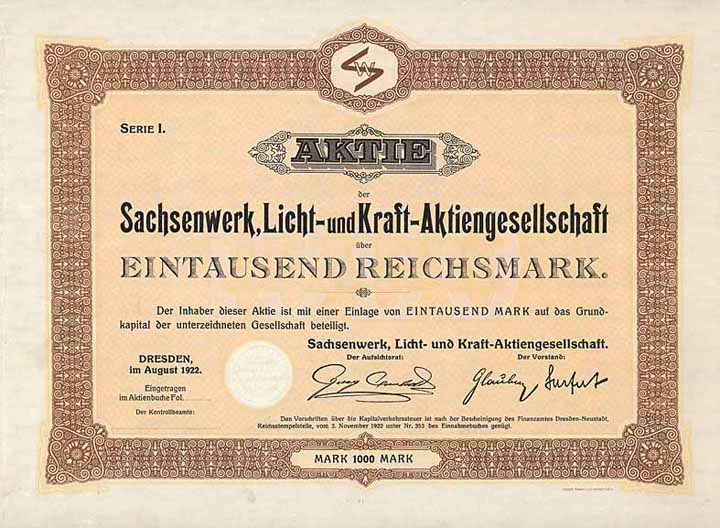 SW
SERIE I.
AKTIE
der
Sachsenwerk, Licht- und Kraft-Aktiengesellschaft
über
EINTAUSEND REICHSMARK.
Der Inhaber dieser Aktie ist mit einer Einlage von EINTAUSEND MARK auf das Grund-
kapital der unterzeichneten Gesellschaft beteiligt.
Sachsenwerk, Licht- und Kraft-Aktiengesellschaft.
DRESDEN,
im August 1922.
Der Aufsichtsrat:
Der Vorstand:
Eingetragen
im Aktienbuche Fol.
Der Kontrollbeamte:
Den Vorschriften über die Kapitalverkehrssteuer ist nach der Bescheinigung des Finanzamtes Dresden-Neustadt,
Reichsstempelstelle, vom 3. November 1922 unter Nr. 353 des Einnahmebuches genügt.
MARK 1000 MARK